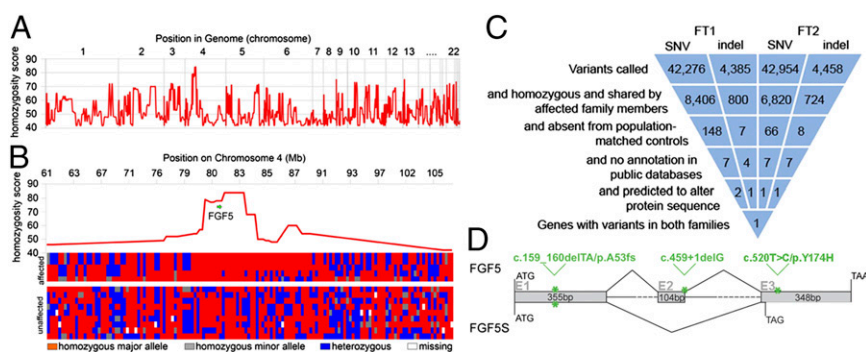 A
Position in Genome (chromosome)
1 2 3 4 5 6 7 8 9 10 11 12 13 .... 22
homozygosity score
90
80
70
60
50
40
B
Position on Chromosome 4 (Mb)
61 63 67 71 76 79 80 83 85 89 93 97 102 105
homozygosity score
90
80
70
60
50
40
FGF5
affected
unaffected
homozygous major allele homozygous minor allele heterozygous missing
C
FT1 FT2
SNV indel SNV indel
Variants called 42,276 4,385 42,954 4,458
and homozygous and shared by affected family members 8,406 800 6,820 724
and absent from population-matched controls 148 7 66 8
and no annotation in public databases 7 4 7 7
and predicted to alter protein sequence 2 1 1 1
Genes with variants in both families 1
D
c.159_160delTA/p.A53fs c.459+1delG c.520T>C/p.Y174H
FGF5
ATG TAA
E1 E2 E3
355bp 104bp 348bp
ATG TAG
FGF5S